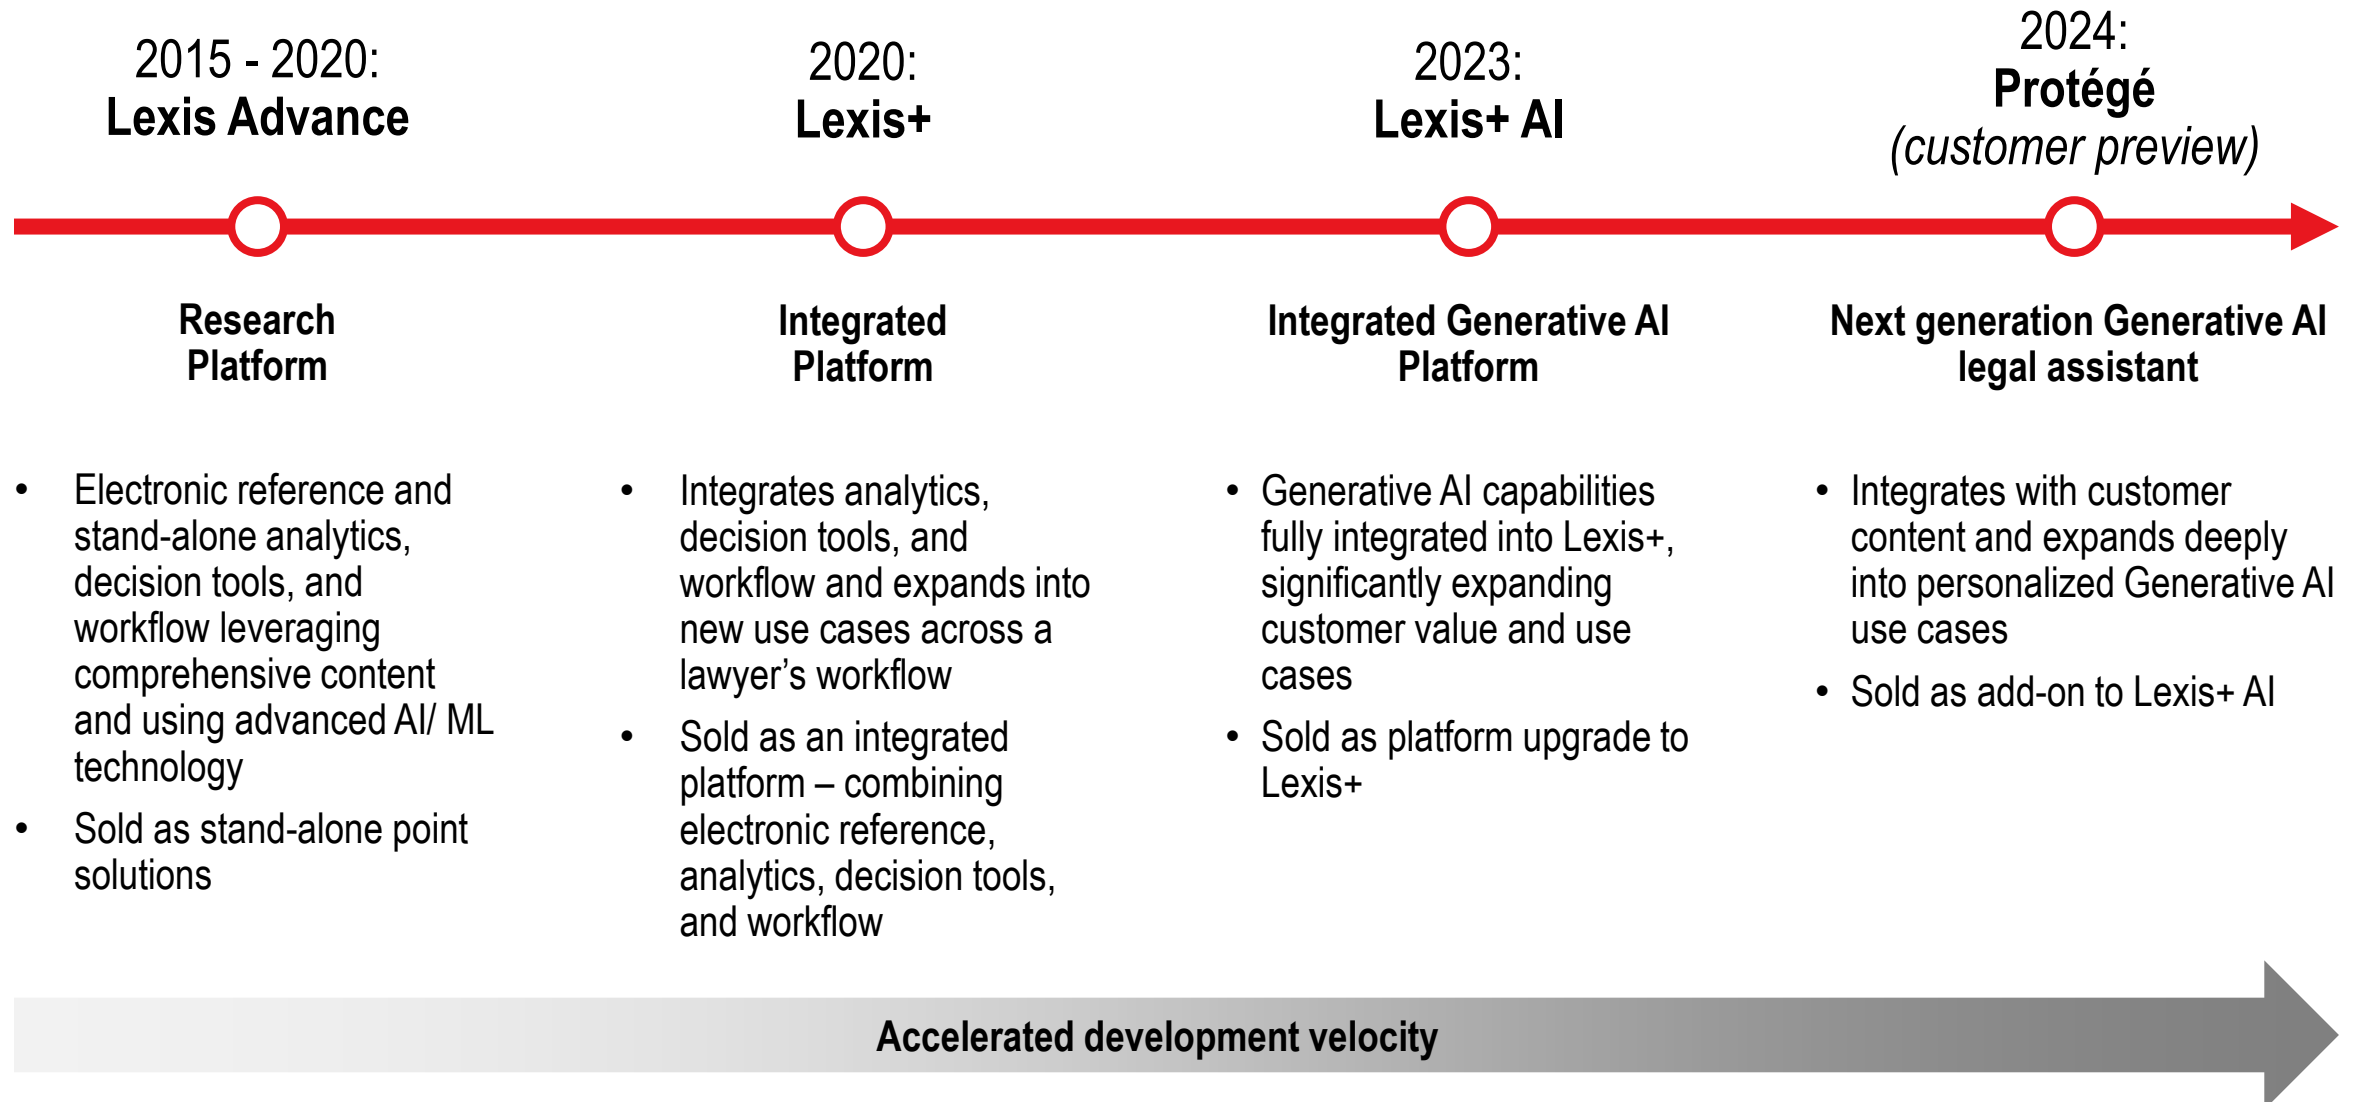 2015 - 2020:
Lexis Advance
2020:
Lexis+
2023:
Lexis+ AI
2024:
Protégé
(customer preview)
Research
Platform
Integrated
Platform
Integrated Generative AI
Platform
Next generation Generative AI
legal assistant
• Electronic reference and
stand-alone analytics,
decision tools, and
workflow leveraging
comprehensive content
and using advanced AI/ ML
technology
• Sold as stand-alone point
solutions
• Integrates analytics,
decision tools, and
workflow and expands into
new use cases across a
lawyer’s workflow
• Sold as an integrated
platform – combining
electronic reference,
analytics, decision tools,
and workflow
• Generative AI capabilities
fully integrated into Lexis+,
significantly expanding
customer value and use
cases
• Sold as platform upgrade to
Lexis+
• Integrates with customer
content and expands deeply
into personalized Generative AI
use cases
• Sold as add-on to Lexis+ AI
Accelerated development velocity